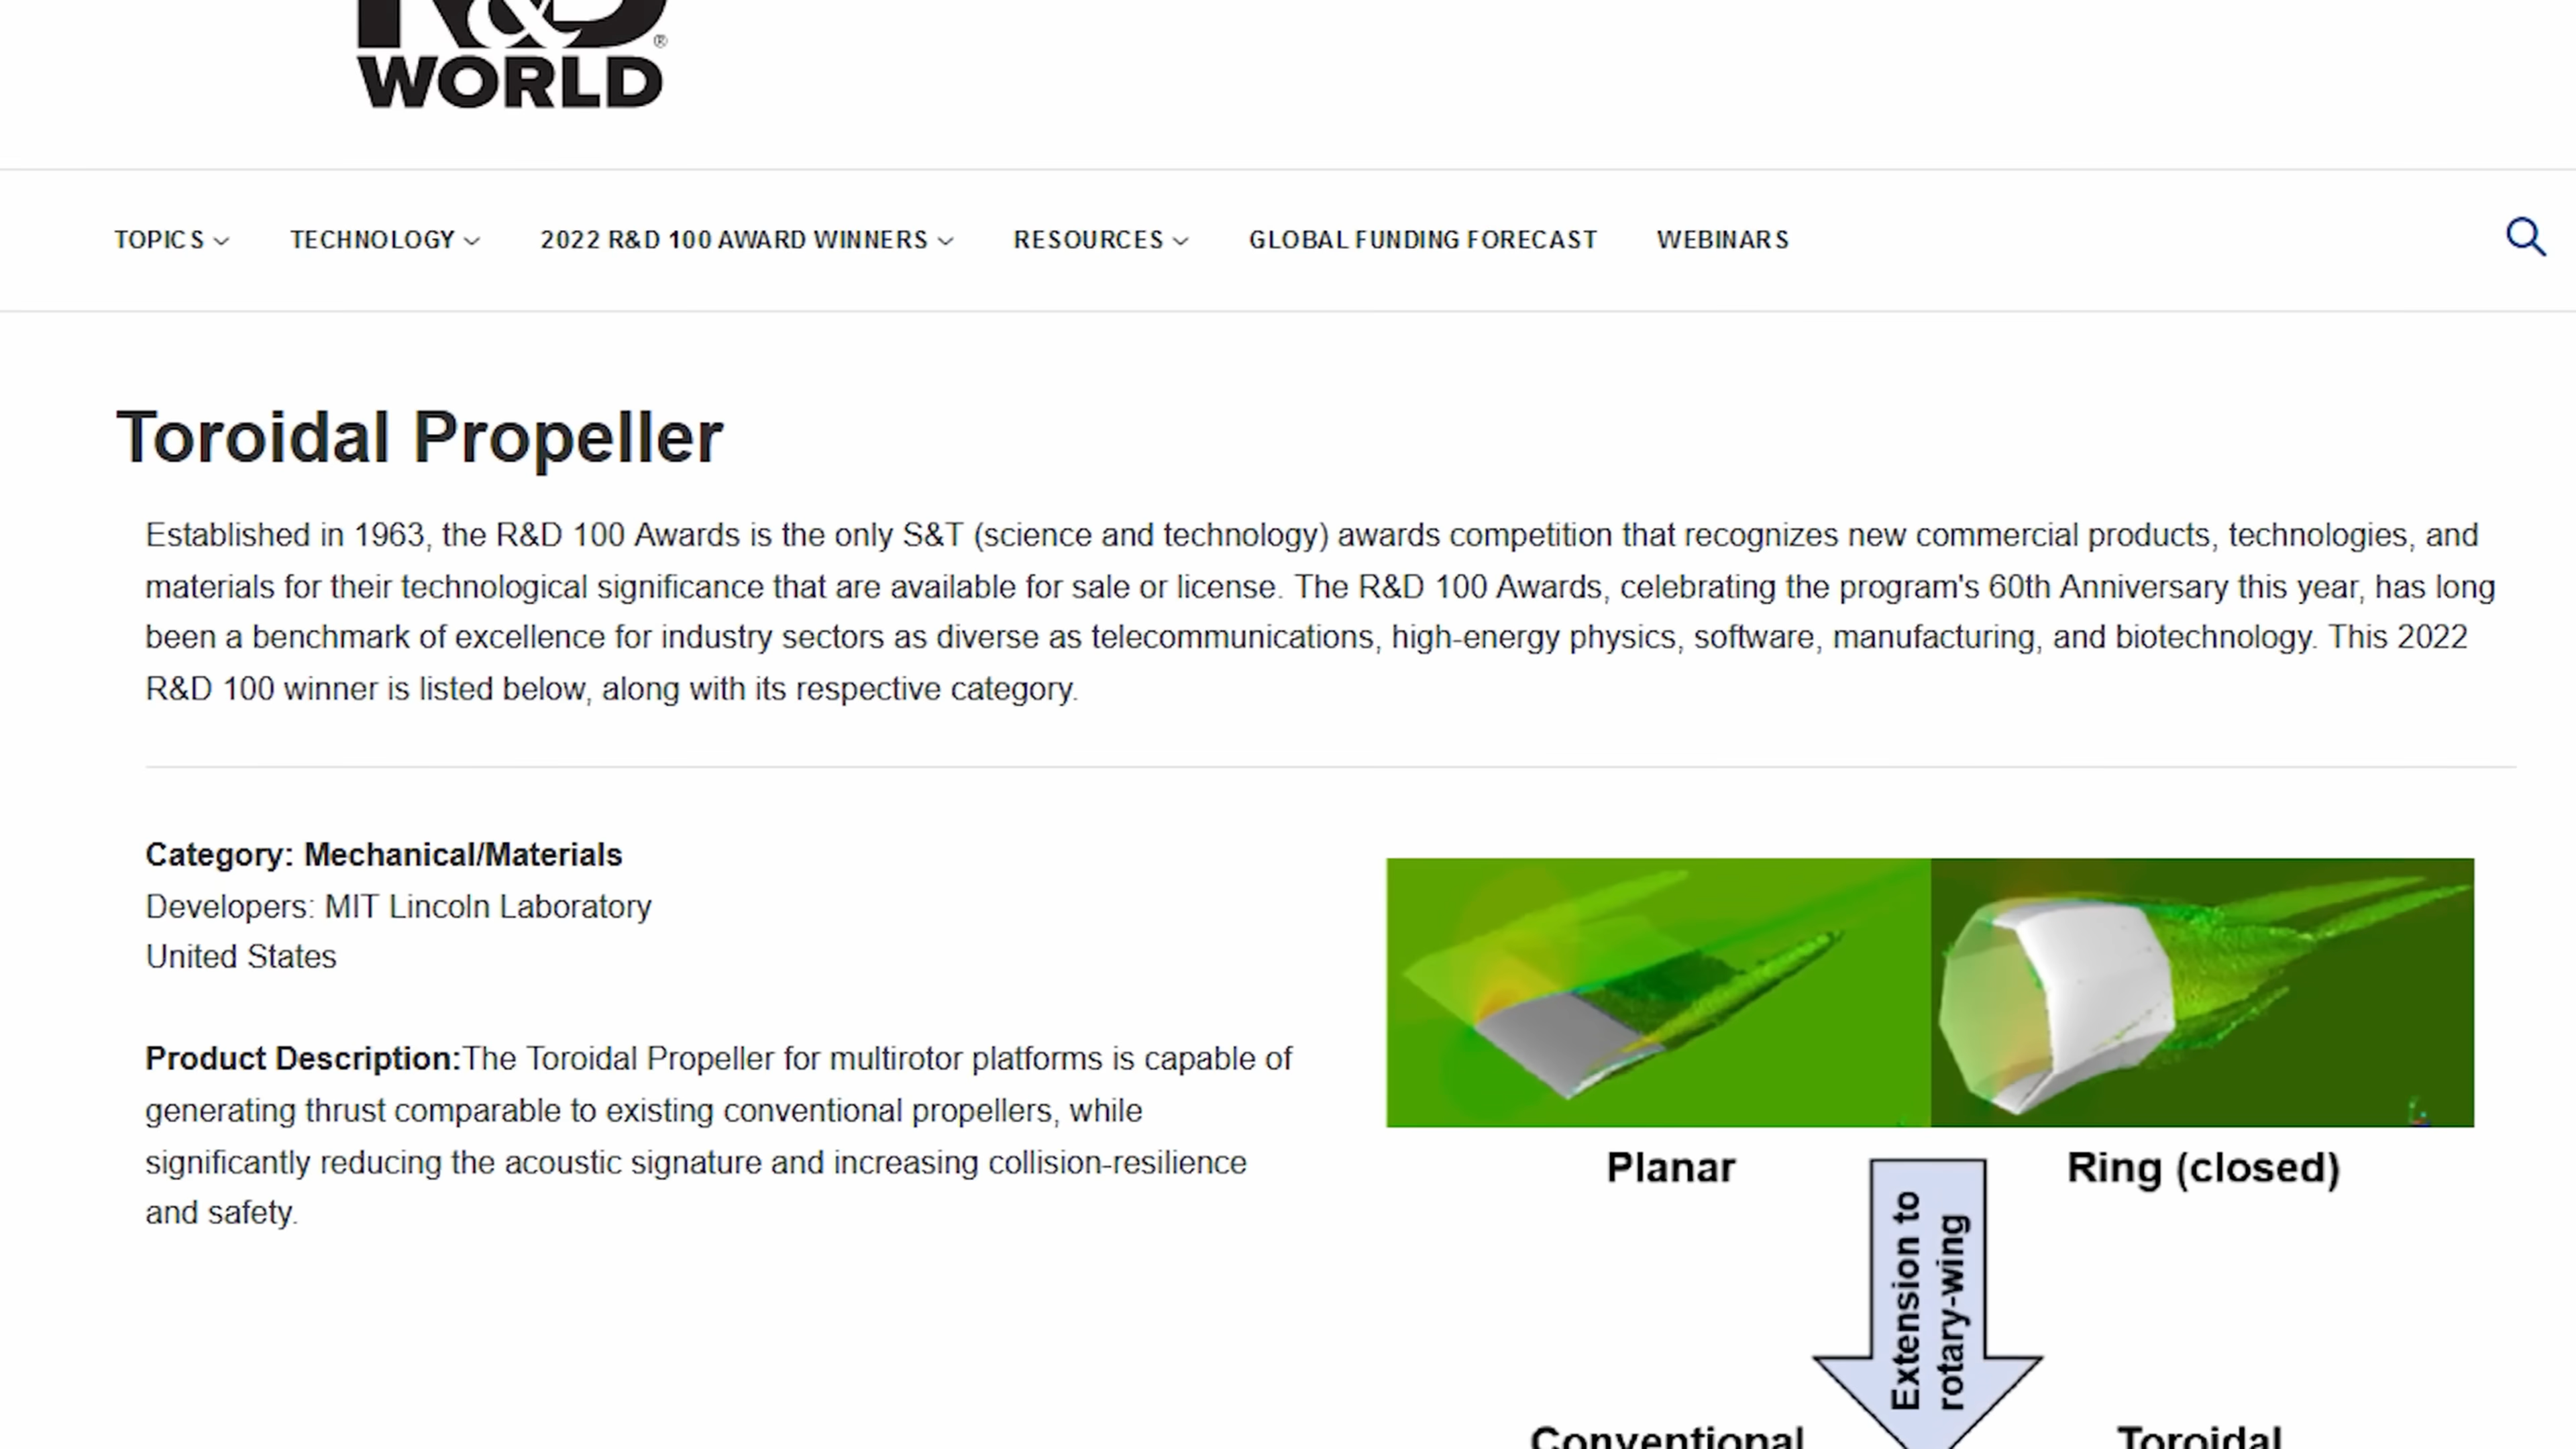 R&D®
WORLD
TOPICS
TECHNOLOGY
2022 R&D 100 AWARD WINNERS
RESOURCES
GLOBAL FUNDING FORECAST
WEBINARS
Toroidal Propeller
Established in 1963, the R&D 100 Awards is the only S&T (science and technology) awards competition that recognizes new commercial products, technologies, and
materials for their technological significance that are available for sale or license. The R&D 100 Awards, celebrating the program's 60th Anniversary this year, has long
been a benchmark of excellence for industry sectors as diverse as telecommunications, high-energy physics, software, manufacturing, and biotechnology. This 2022
R&D 100 winner is listed below, along with its respective category.
Category: Mechanical/Materials
Developers: MIT Lincoln Laboratory
United States
Product Description:The Toroidal Propeller for multirotor platforms is capable of
generating thrust comparable to existing conventional propellers, while
significantly reducing the acoustic signature and increasing collision-resilience
and safety.
Planar
Ring (closed)
Extension to
rotary-wing
Conventional
Toroidal